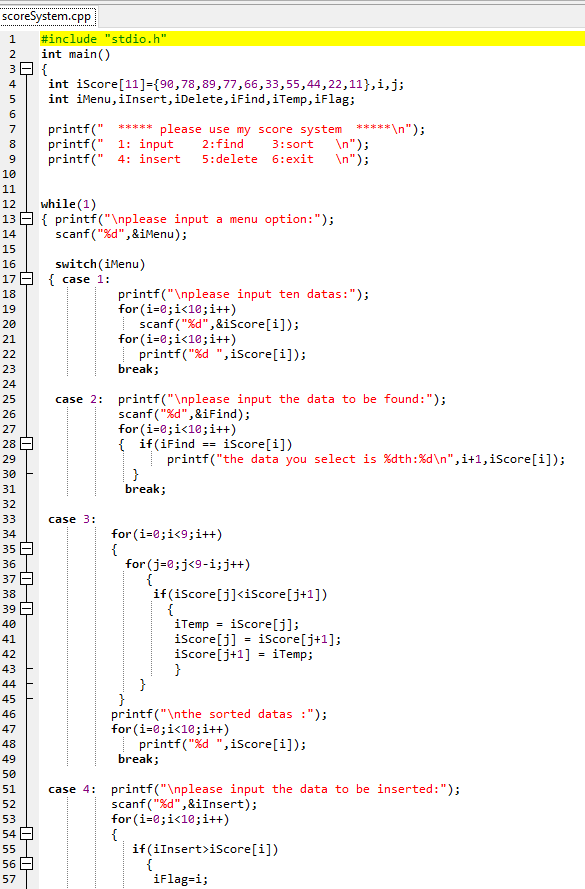 scoreSystem.cpp
1 #include "stdio.h"
2 int main()
3 {
4 int iScore[11]={90,78,89,77,66,33,55,44,22,11},i,j;
5 int iMenu,iInsert,iDelete,iFind,iTemp,iFlag;
6
7 printf("  ***** please use my score system  *****\n");
8 printf("  1: input    2:find    3:sort   \n");
9 printf("  4: insert   5:delete  6:exit   \n");
10
11
12 while(1)
13 { printf("\nplease input a menu option:");
14 scanf("%d",&iMenu);
15
16 switch(iMenu)
17 { case 1:
18 printf("\nplease input ten datas:");
19 for(i=0;i<10;i++)
20 scanf("%d",&iScore[i]);
21 for(i=0;i<10;i++)
22 printf("%d ",iScore[i]);
23 break;
24
25 case 2:  printf("\nplease input the data to be found:");
26 scanf("%d",&iFind);
27 for(i=0;i<10;i++)
28 {  if(iFind == iScore[i])
29 printf("the data you select is %dth:%d\n",i+1,iScore[i]);
30 }
31 break;
32
33 case 3:
34 for(i=0;i<9;i++)
35 {
36 for(j=0;j<9-i;j++)
37 {
38 if(iScore[j]<iScore[j+1])
39 {
40 iTemp = iScore[j];
41 iScore[j] = iScore[j+1];
42 iScore[j+1] = iTemp;
43 }
44 }
45 }
46 printf("\nthe sorted datas :");
47 for(i=0;i<10;i++)
48 printf("%d ",iScore[i]);
49 break;
50
51 case 4:  printf("\nplease input the data to be inserted:");
52 scanf("%d",&iInsert);
53 for(i=0;i<10;i++)
54 {
55 if(iInsert>iScore[i])
56 {
57 iFlag=i;